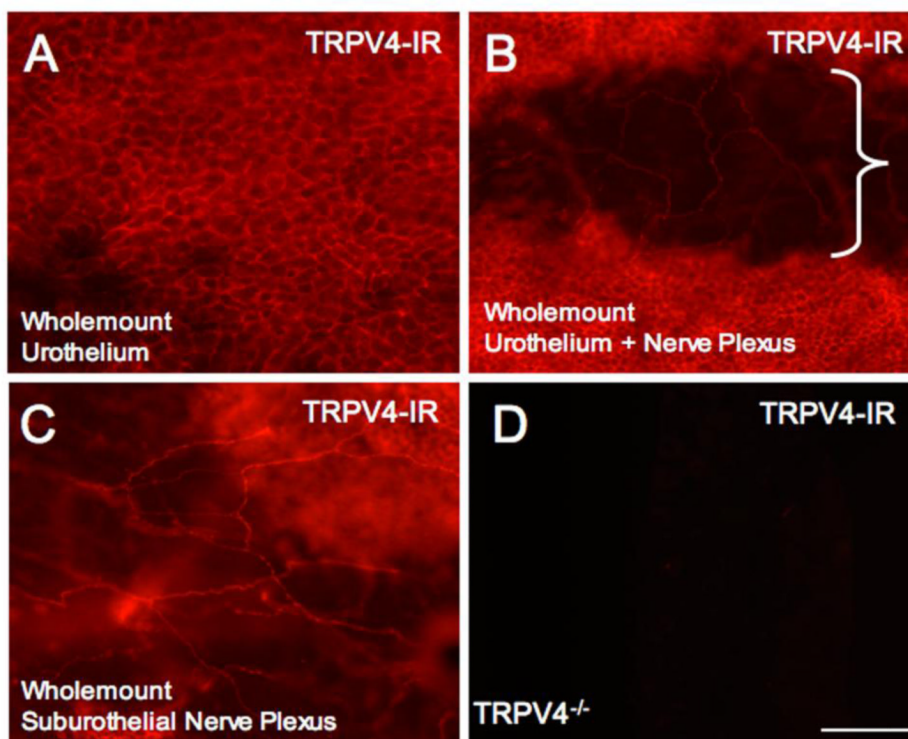 A
TRPV4-IR
Wholemount
Urothelium
B
TRPV4-IR
Wholemount
Urothelium + Nerve Plexus
C
TRPV4-IR
Wholemount
Suburothelial Nerve Plexus
D
TRPV4-IR
TRPV4-/-